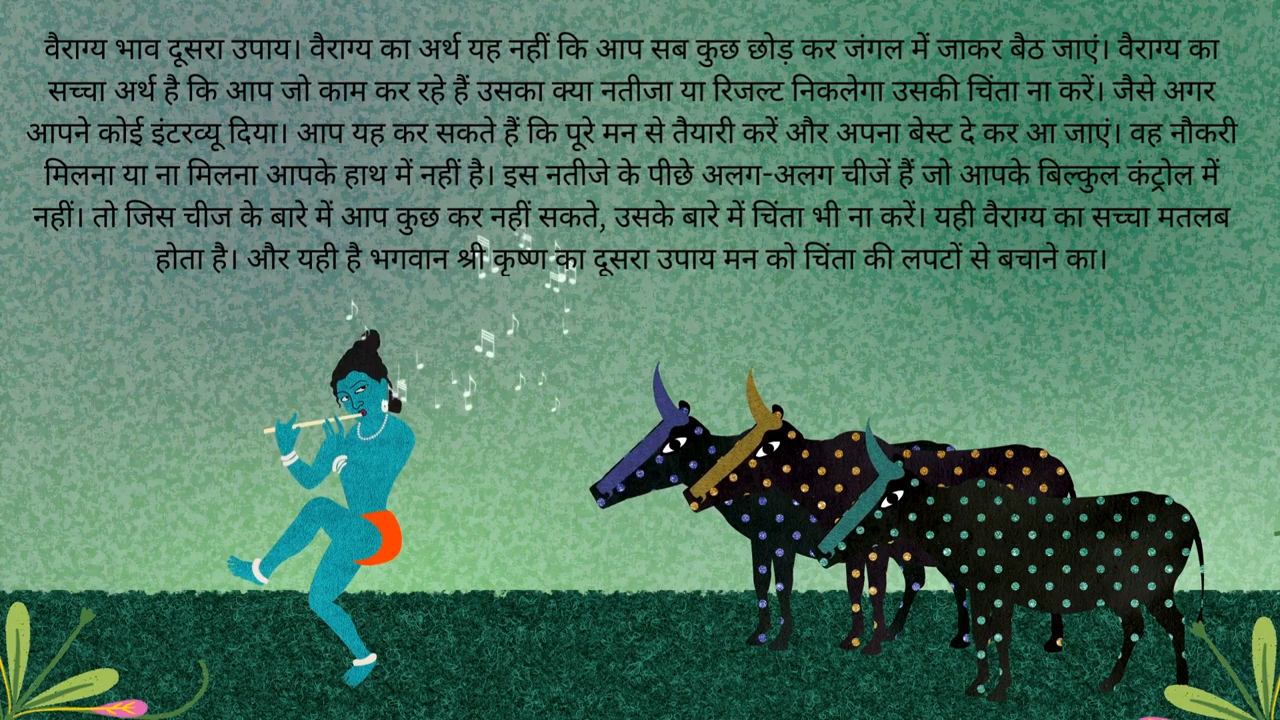 वैराग्य भाव दूसरा उपाय। वैराग्य का अर्थ यह नहीं कि आप सब कुछ छोड़ कर जंगल में जाकर बैठ जाएं। वैराग्य का
सच्चा अर्थ है कि आप जो काम कर रहे हैं उसका क्या नतीजा या रिजल्ट निकलेगा उसकी चिंता ना करें। जैसे अगर
आपने कोई इंटरव्यू दिया। आप यह कर सकते हैं कि पूरे मन से तैयारी करें और अपना बेस्ट दे कर आ जाएं। वह नौकरी
मिलना या ना मिलना आपके हाथ में नहीं है। इस नतीजे के पीछे अलग-अलग चीजें हैं जो आपके बिल्कुल कंट्रोल में
नहीं। तो जिस चीज के बारे में आप कुछ कर नहीं सकते, उसके बारे में चिंता भी ना करें। यही वैराग्य का सच्चा मतलब
होता है। और यही है भगवान श्री कृष्ण का दूसरा उपाय मन को चिंता की लपटों से बचाने का।